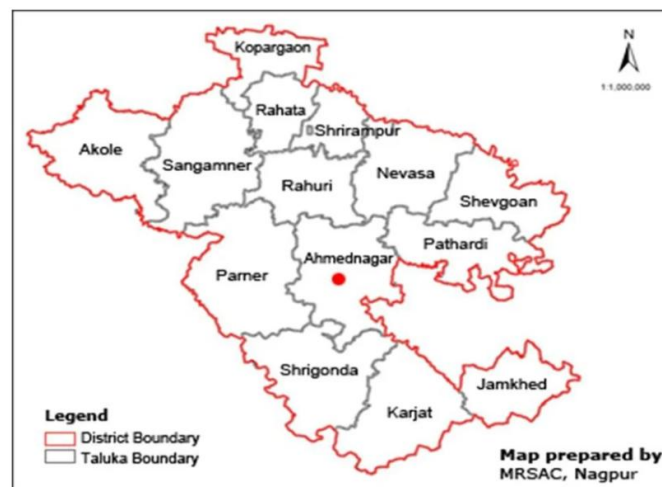 N
1:1,000,000
Kopargaon
Rahata
Shrirampur
Akole
Sangamner
Rahuri
Nevasa
Shevgoan
Pathardi
Ahmednagar
Parner
Shrigonda
Karjat
Jamkhed
Legend
District Boundary
Taluka Boundary
Map prepared by
MRSAC, Nagpur